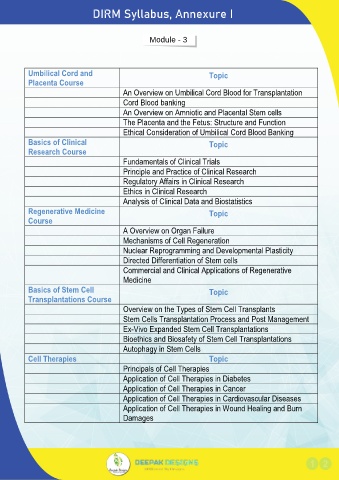 DIRM Syllabus, Annexure I
Module - 3
Umbilical Cord and
Placenta Course
Topic
An Overview on Umbilical Cord Blood for Transplantation
Cord Blood banking
An Overview on Amniotic and Placental Stem cells
The Placenta and the Fetus: Structure and Function
Ethical Consideration of Umbilical Cord Blood Banking
Basics of Clinical
Research Course
Topic
Fundamentals of Clinical Trials
Principle and Practice of Clinical Research
Regulatory Affairs in Clinical Research
Ethics in Clinical Research
Analysis of Clinical Data and Biostatistics
Regenerative Medicine
Course
Topic
A Overview on Organ Failure
Mechanisms of Cell Regeneration
Nuclear Reprogramming and Developmental Plasticity
Directed Differentiation of Stem cells
Commercial and Clinical Applications of Regenerative
Medicine
Basics of Stem Cell
Transplantations Course
Topic
Overview on the Types of Stem Cell Transplants
Stem Cells Transplantation Process and Post Management
Ex-Vivo Expanded Stem Cell Transplantations
Bioethics and Biosafety of Stem Cell Transplantations
Autophagy in Stem Cells
Cell Therapies
Topic
Principals of Cell Therapies
Application of Cell Therapies in Diabetes
Application of Cell Therapies in Cancer
Application of Cell Therapies in Cardiovascular Diseases
Application of Cell Therapies in Wound Healing and Burn
Damages
DEEPAK DESIGNS
1 2